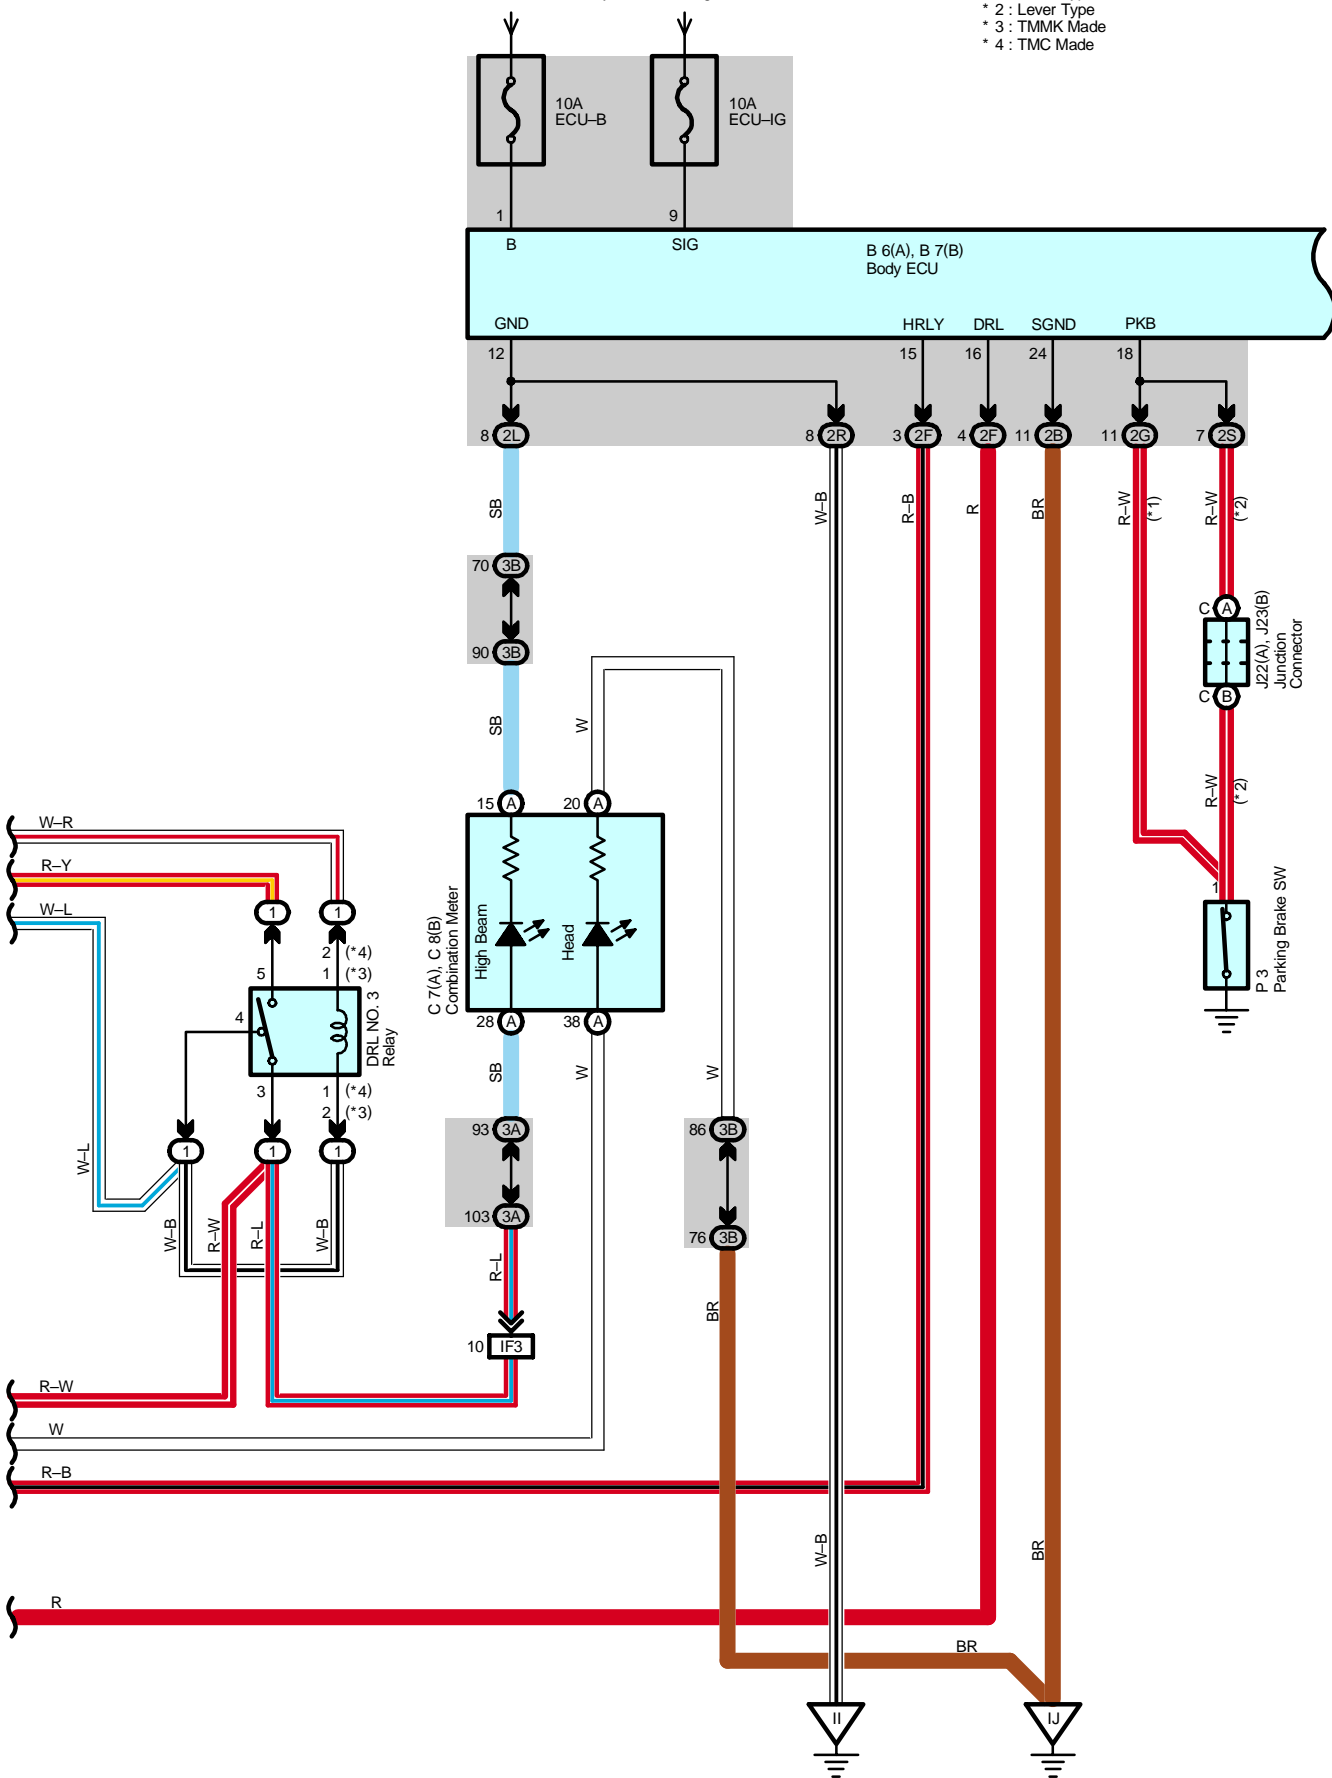 * 2 : Lever Type
* 3 : TMMK Made
* 4 : TMC Made
10A
ECU–B
10A
ECU–IG
1
9
B
SIG
B 6(A), B 7(B)
Body ECU
GND
HRLY
DRL
SGND
PKB
12
15
16
24
18
8
2L
8
2R
3
2F
4
2F
11
2B
11
2G
7
2S
SB
W–B
R–B
R
BR
R–W
(*1)
R–W
(*2)
70
3B
90
3B
C
A
J22(A), J23(B)
Junction
Connector
C
B
SB
W
R–W
(*2)
15
A
20
A
W–R
R–Y
W–L
1
1
C 7(A), C 8(B)
Combination Meter
High Beam
Head
1
P 3
Parking Brake SW
2
(*4)
5
1
(*3)
4
DRL NO. 3
Relay
28
A
38
A
3
1
(*4)
2
(*3)
SB
W
W
93
3A
86
3B
1
1
1
W–L
103
3A
76
3B
W–B
R–W
R–L
W–B
R–L
BR
10
IF3
R–W
W
R–B
W–B
BR
R
BR
II
IJ